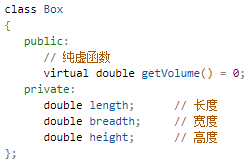 class Box
{
   public:
      // 纯虚函数
      virtual double getVolume() = 0;
   private:
      double length;      // 长度
      double breadth;     // 宽度
      double height;      // 高度
};